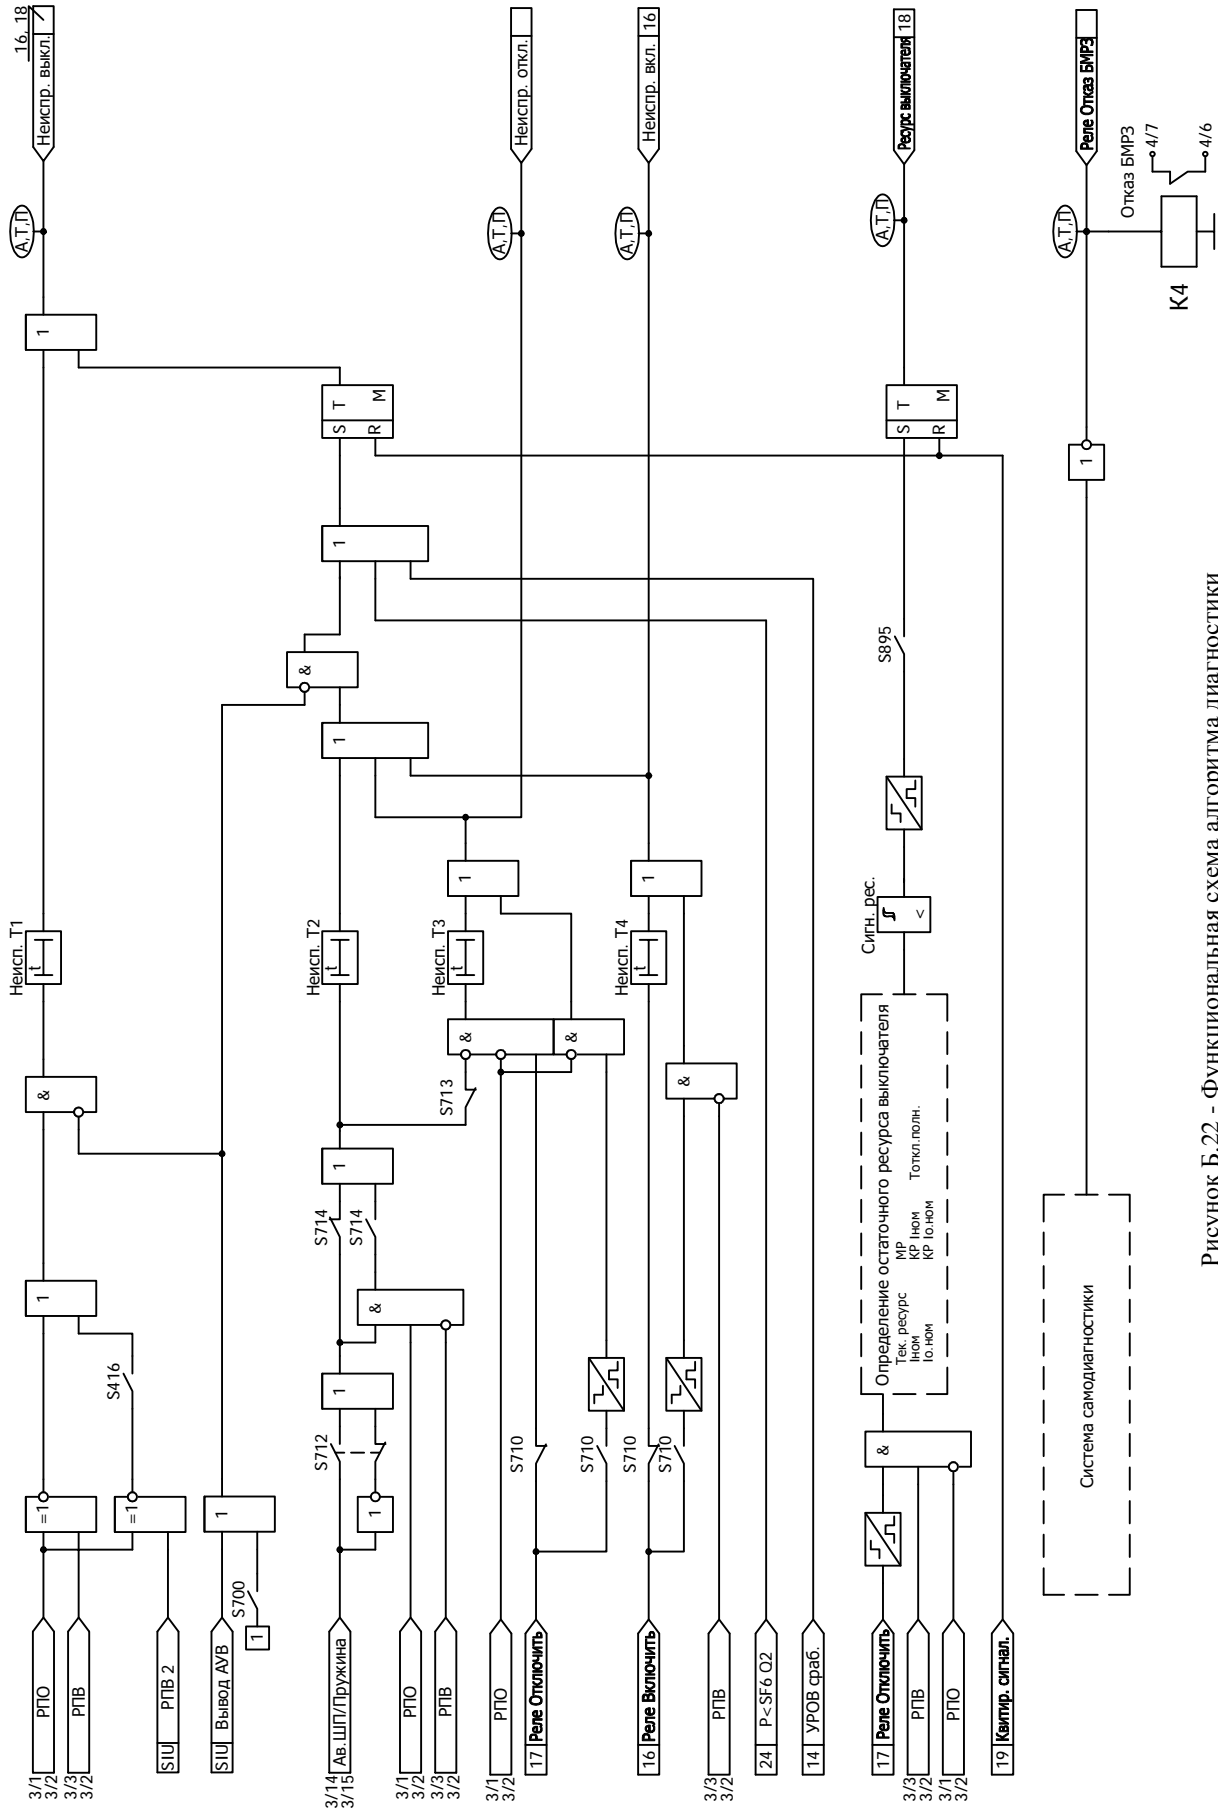 16, 18
Неиспр. выкл.
А,Т,П
1
Неисп. T1
t
&
1
S416
=1
=1
1
S700
1
РПО
3/1
3/2
РПВ
3/3
3/2
SIU РПВ 2
SIU Вывод АУВ
Неиспр. откл.
А,Т,П
Неиспр. вкл. 16
А,Т,П
S T
R M
1
&
1
Неисп. T2
t
Неисп. T3
t
1
Неисп. T4
t
1
&
&
S713
&
1
S714
S714
&
1
S712
1
S710
S710
S710
S710
3/14
3/15
Ав. ШП/Пружина
3/1
3/2
РПО
3/3
3/2
РПВ
3/1
3/2
РПО
17 Реле Отключить
16 Реле Включить
3/3
3/2
РПВ
24 P<SF6 Q2
14 УРОВ сраб.
Ресурс выключателя 18
А,Т,П
S T
R M
S895
Сигн. рес.
<
Определение остаточного ресурса выключателя
Тек. ресурс МР
Iном КР Iном Тоткл.полн.
Iо.ном КР Iо.ном
&
17 Реле Отключить
3/3
3/2
РПВ
3/1
3/2
РПО
19 Квитир. сигнал.
Реле Отказ БМРЗ
А,Т,П
Отказ БМРЗ
4/7
4/6
K4
1
Система самодиагностики
Рисунок Б.22 - Функциональная схема алгоритма диагностики